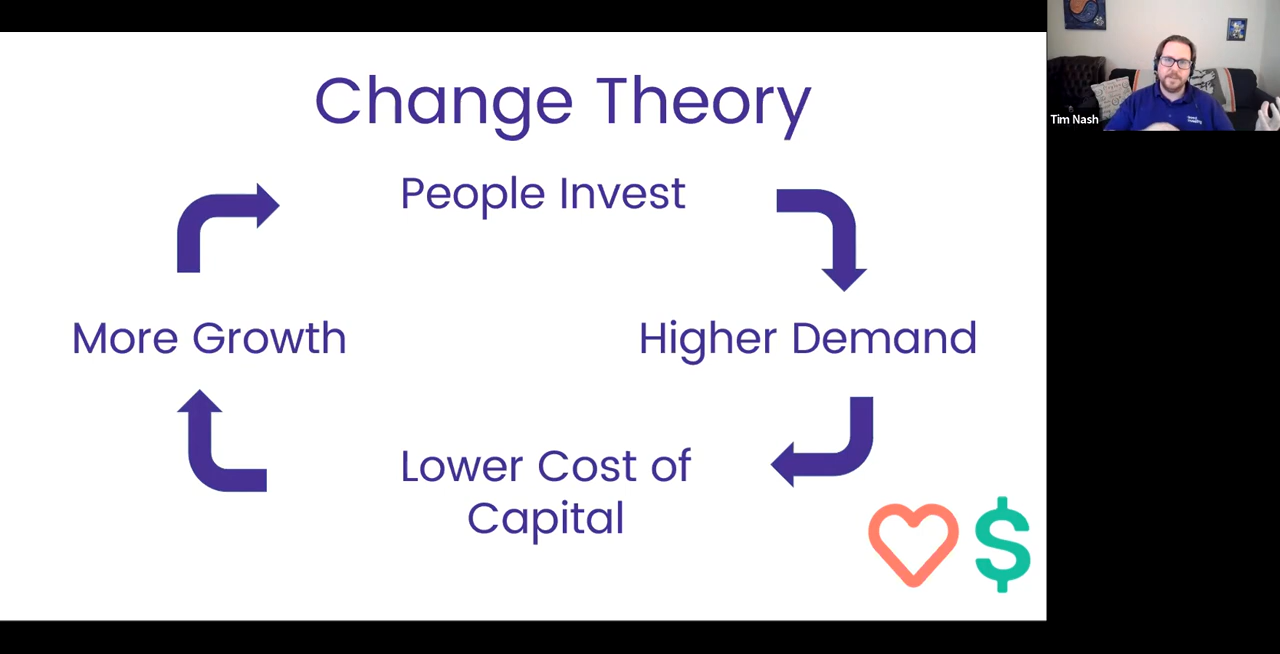 Change Theory
People Invest
More Growth
Higher Demand
Lower Cost of
Capital
Tim Nash